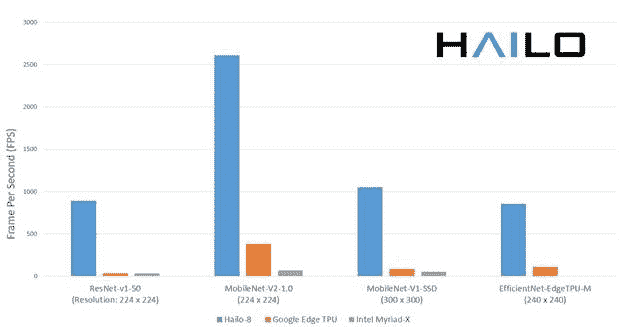 HAILO
Frame Per Second (FPS)
3000
2500
2000
1500
1000
500
0
ResNet-v1-50
(Resolution: 224 x 224)
MobileNet-V2-1.0
(224 x 224)
MobileNet-V1-SSD
(300 x 300)
EfficientNet-EdgeTPU-M
(240 x 240)
Hailo-8 Google Edge TPU Intel Myriad-X